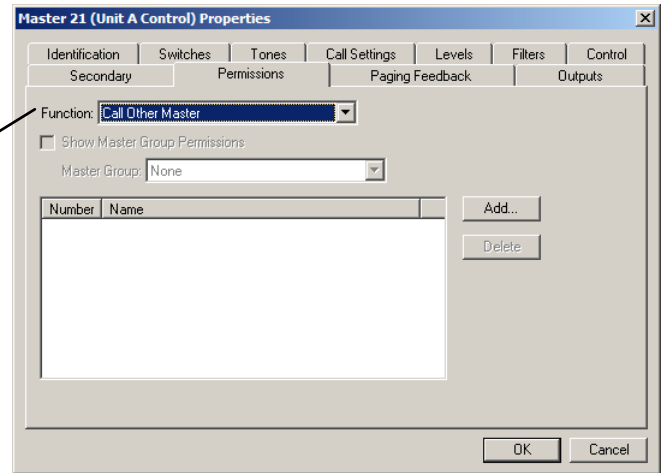 Master 21 (Unit A Control) Properties
Identification Switches Tones Call Settings Levels Filters Control
Secondary Permissions Paging Feedback Outputs
Function: Call Other Master
Show Master Group Permissions
Master Group: None
Number Name
Add...
Delete
OK Cancel